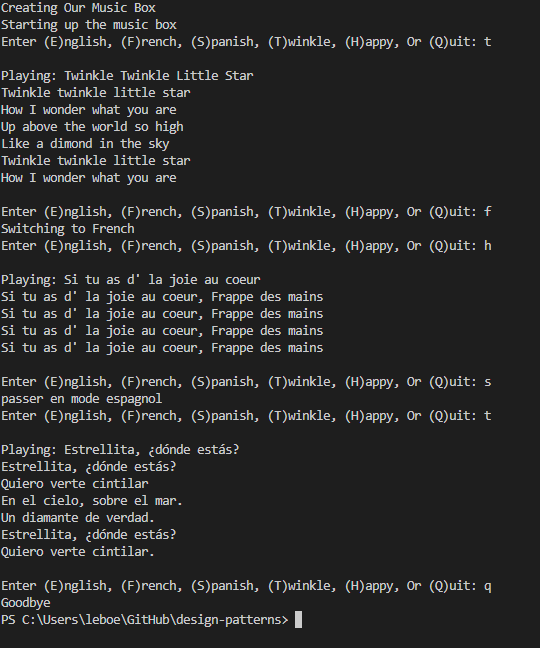 Creating Our Music Box
Starting up the music box
Enter (E)nglish, (F)rench, (S)panish, (T)winkle, (H)appy, Or (Q)uit: t
Playing: Twinkle Twinkle Little Star
Twinkle twinkle little star
How I wonder what you are
Up above the world so high
Like a dimond in the sky
Twinkle twinkle little star
How I wonder what you are
Enter (E)nglish, (F)rench, (S)panish, (T)winkle, (H)appy, Or (Q)uit: f
Switching to French
Enter (E)nglish, (F)rench, (S)panish, (T)winkle, (H)appy, Or (Q)uit: h
Playing: Si tu as d' la joie au coeur
Si tu as d' la joie au coeur, Frappe des mains
Si tu as d' la joie au coeur, Frappe des mains
Si tu as d' la joie au coeur, Frappe des mains
Si tu as d' la joie au coeur, Frappe des mains
Enter (E)nglish, (F)rench, (S)panish, (T)winkle, (H)appy, Or (Q)uit: s
passer en mode espagnol
Enter (E)nglish, (F)rench, (S)panish, (T)winkle, (H)appy, Or (Q)uit: t
Playing: Estrellita, ¿dónde estás?
Estrellita, ¿dónde estás?
Quiero verte cintilar
En el cielo, sobre el mar.
Un diamante de verdad.
Estrellita, ¿dónde estás?
Quiero verte cintilar.
Enter (E)nglish, (F)rench, (S)panish, (T)winkle, (H)appy, Or (Q)uit: q
Goodbye
PS C:\Users\leboe\GitHub\design-patterns>